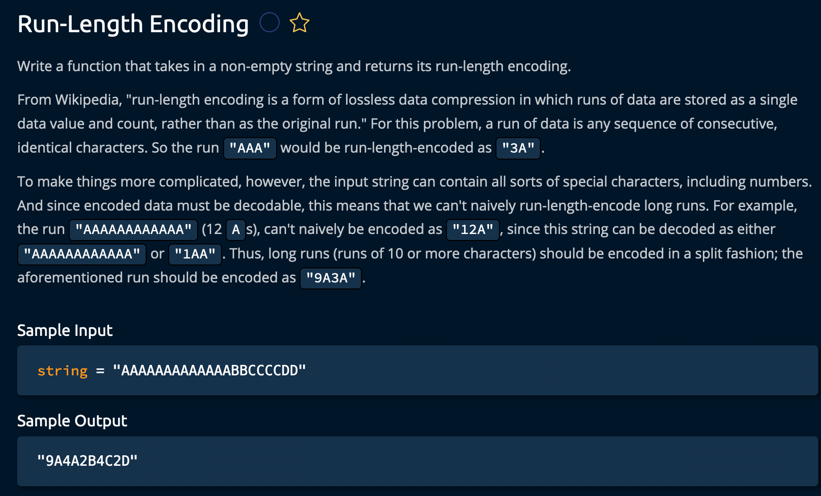 Run-Length Encoding
Write a function that takes in a non-empty string and returns its run-length encoding.
From Wikipedia, "run-length encoding is a form of lossless data compression in which runs of data are stored as a single
data value and count, rather than as the original run." For this problem, a run of data is any sequence of consecutive,
identical characters. So the run "AAA" would be run-length-encoded as "3A".
To make things more complicated, however, the input string can contain all sorts of special characters, including numbers.
And since encoded data must be decodable, this means that we can't naively run-length-encode long runs. For example,
the run "AAAAAAAAAAAA" (12 A s), can't naively be encoded as "12A", since this string can be decoded as either
"AAAAAAAAAAAA" or "1AA". Thus, long runs (runs of 10 or more characters) should be encoded in a split fashion; the
aforementioned run should be encoded as "9A3A".
Sample Input
string = "AAAAAAAAAAAAABBCCCCDD"
Sample Output
"9A4A2B4C2D"